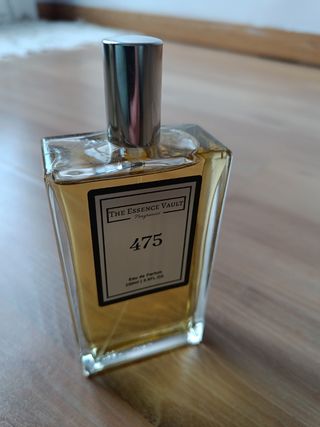 THE ESSENCE VAULT
Fragrances
475
Eau de Parfum